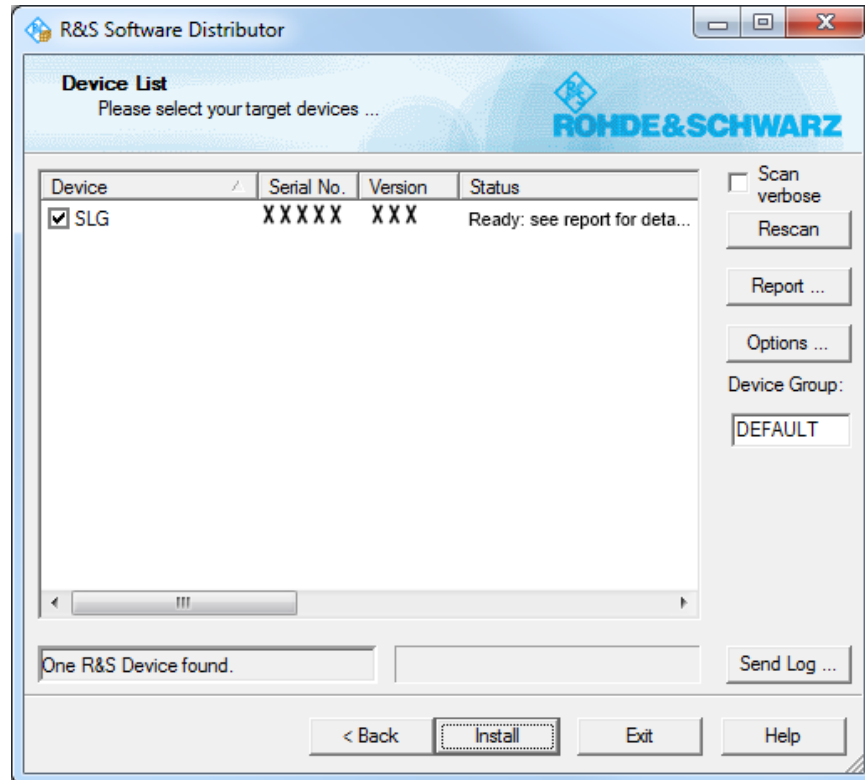 R&S Software Distributor
Device List
Please select your target devices ...
ROHDE&SCHWARZ
Device Serial No. Version Status
SLG XXXXX XXX Ready: see report for deta...
Scan
verbose
Rescan
Report ...
Options ...
Device Group:
DEFAULT
One R&S Device found.
Send Log ...
< Back Install Exit Help